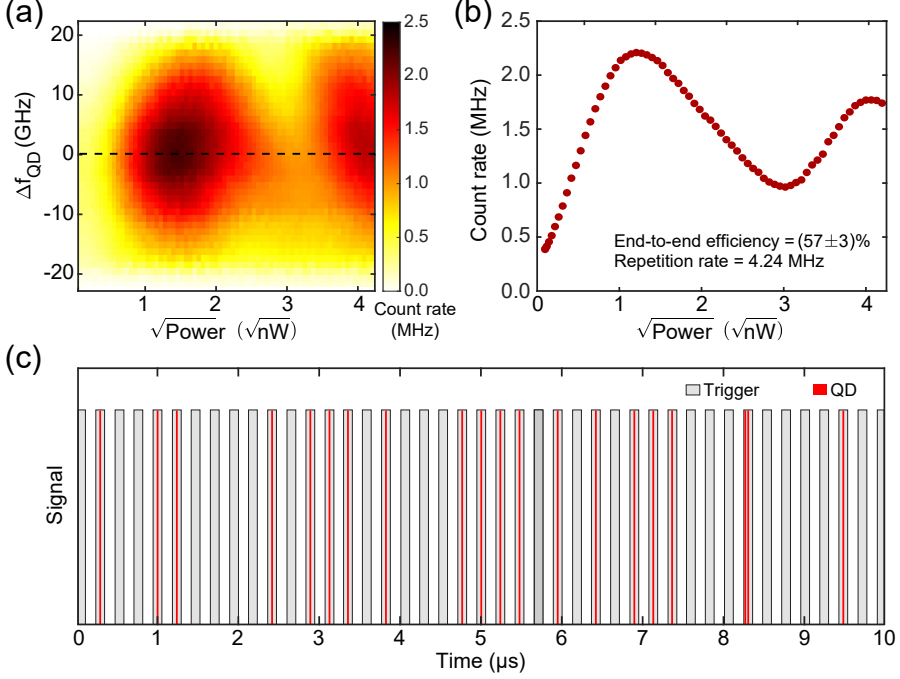 (a)
20
10
0
-10
-20
Δf_QD (GHz)
1 2 3 4
√Power (√nW)
2.5
2.0
1.5
1.0
0.5
0.0
Count rate
(MHz)
(b)
2.5
2.0
1.5
1.0
0.5
0.0
Count rate (MHz)
End-to-end efficiency = (57±3)%
Repetition rate = 4.24 MHz
0 1 2 3 4
√Power (√nW)
(c)
Trigger QD
Signal
0 1 2 3 4 5 6 7 8 9 10
Time (µs)